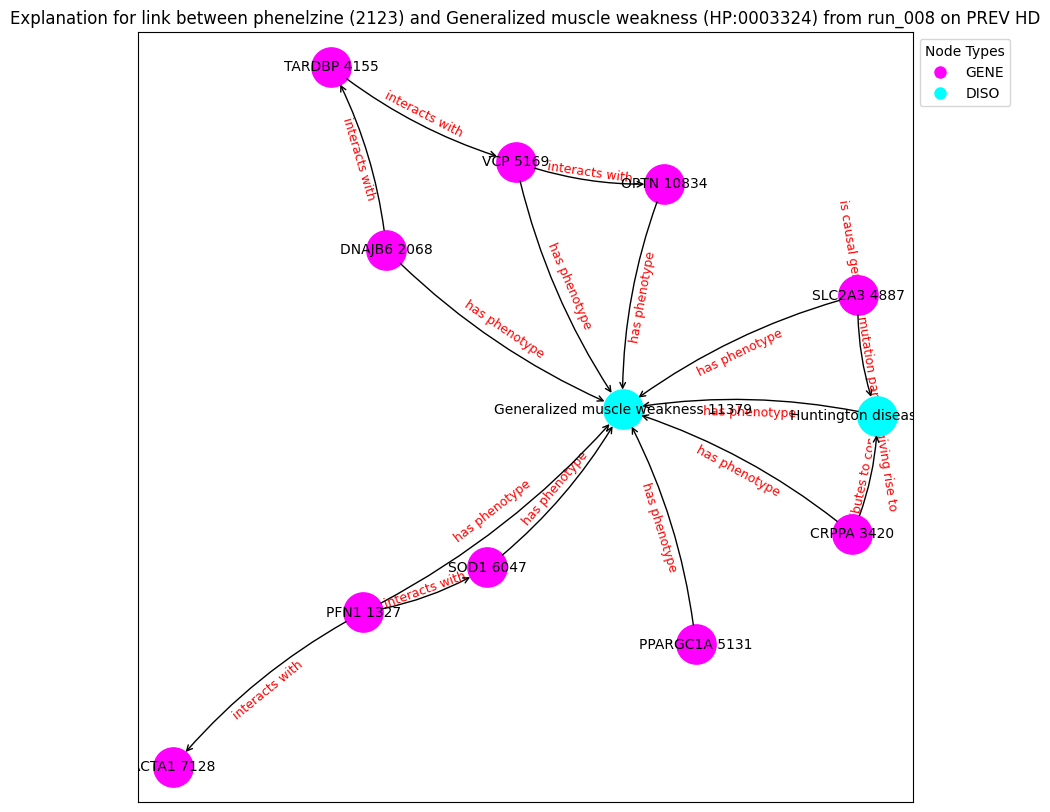 Explanation for link between phenelzine (2123) and Generalized muscle weakness (HP:0003324) from run_008 on PREV HD
Node Types
GENE
DISO
TARDBP 4155
interacts with
VCP 5169
interacts with
OPTN 10834
interacts with
DNAJB6 2068
has phenotype
has phenotype
has phenotype
is causal ge
SLC2A3 4887
mutation par
has phenotype
Generalized muscle weakness 11379
has phenotype
Huntington diseas
butes to co
iving rise to
has phenotype
CRPPA 3420
has phenotype
has phenotype
has phenotype
SOD1 6047
interacts with
PFN1 1327
PPARGC1A 5131
interacts with
CTA1 7128